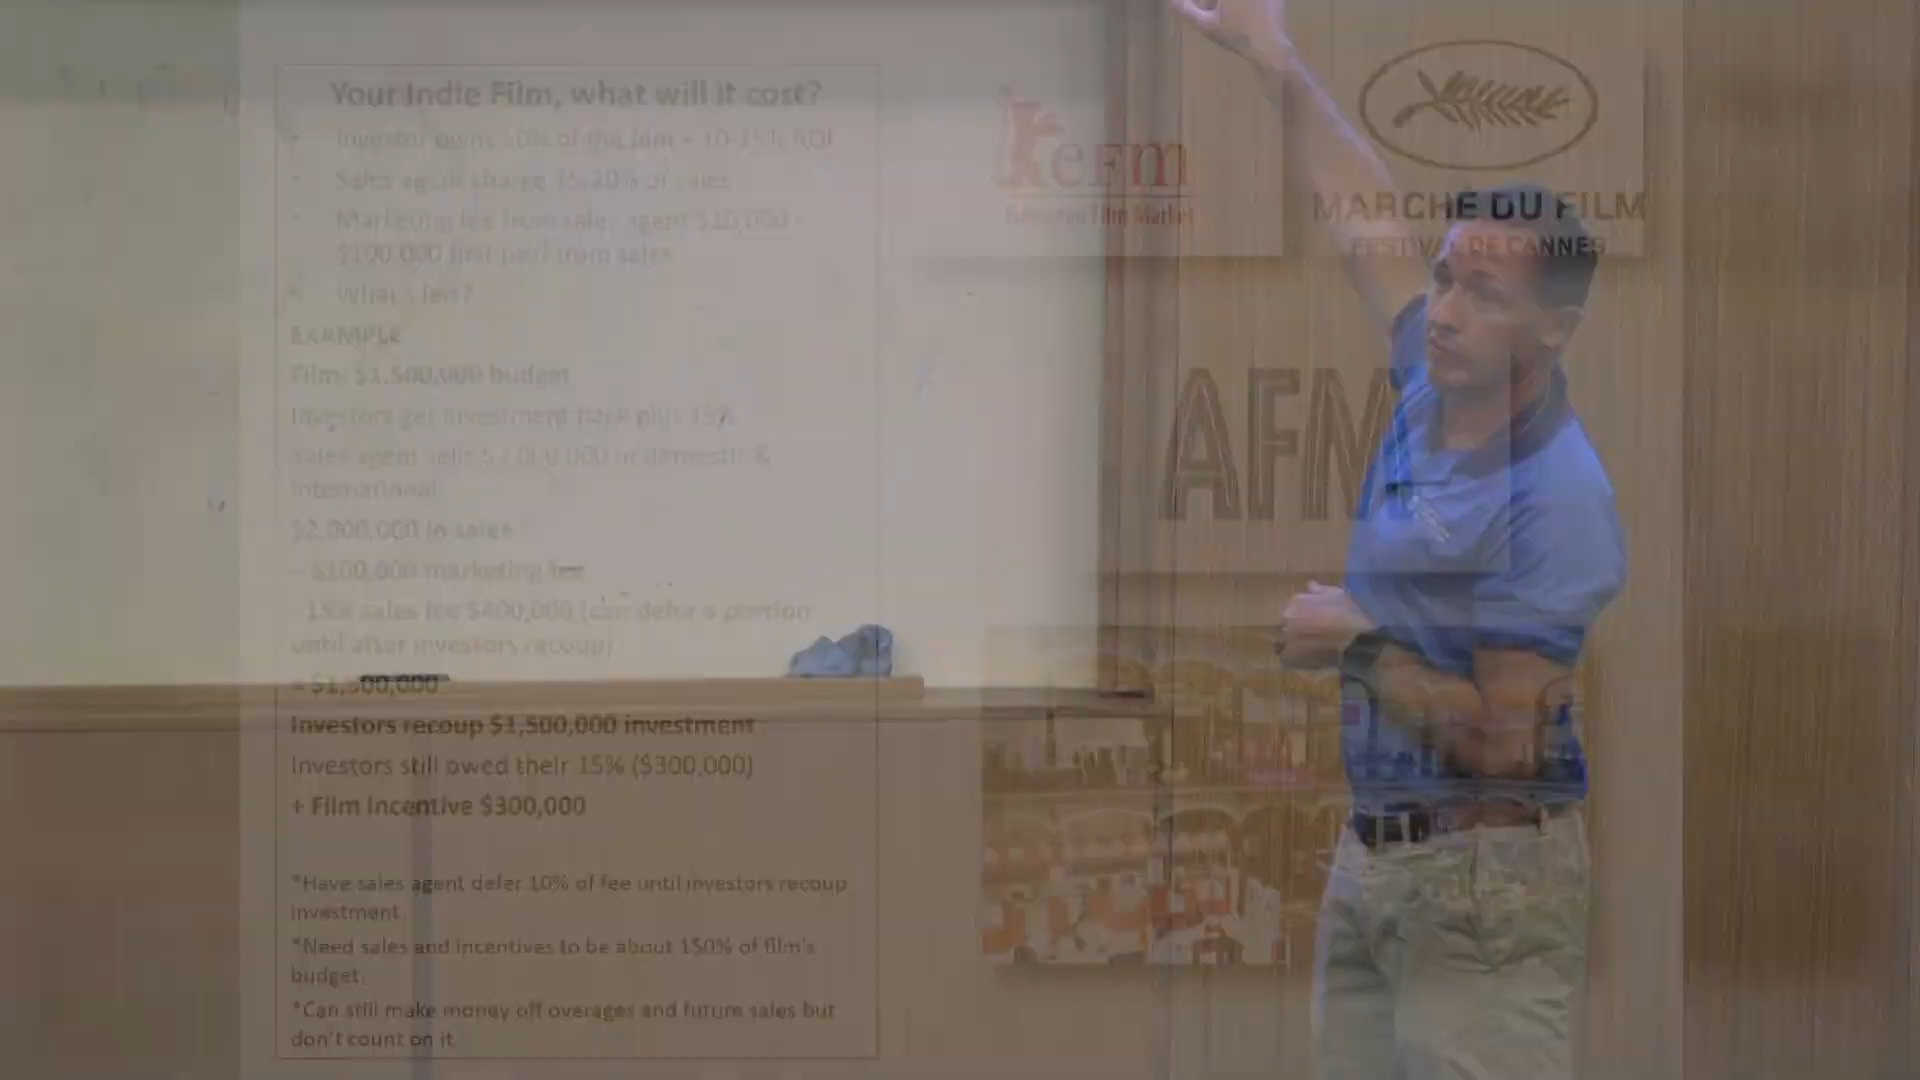 Your Indie Film, what will it cost?
Investor owns 50% of the film + 10-15% ROI
Sales agent charge 15-20% of sales
Marketing fee from sales agent $10,000 -
$100,000 first paid from sales
What's left?
EXAMPLE
Film: $1,500,000 budget
Investors get investment back plus 15%
Sales agent sells $2,000,000 in domestic &
international
$2,000,000 in sales
- $100,000 marketing fee
- 15% sales fee $400,000 (can defer a portion
until after investors recoup)
= $1,500,000
Investors recoup $1,500,000 investment
Investors still owed their 15% ($300,000)
+ Film Incentive $300,000
*Have sales agent defer 10% of fee until investors recoup
investment
*Need sales and incentives to be about 150% of film's
budget.
*Can still make money off overages and future sales but
don't count on it
efm
European Film Market
MARCHÉ DU FILM
FESTIVAL DE CANNES
AFM